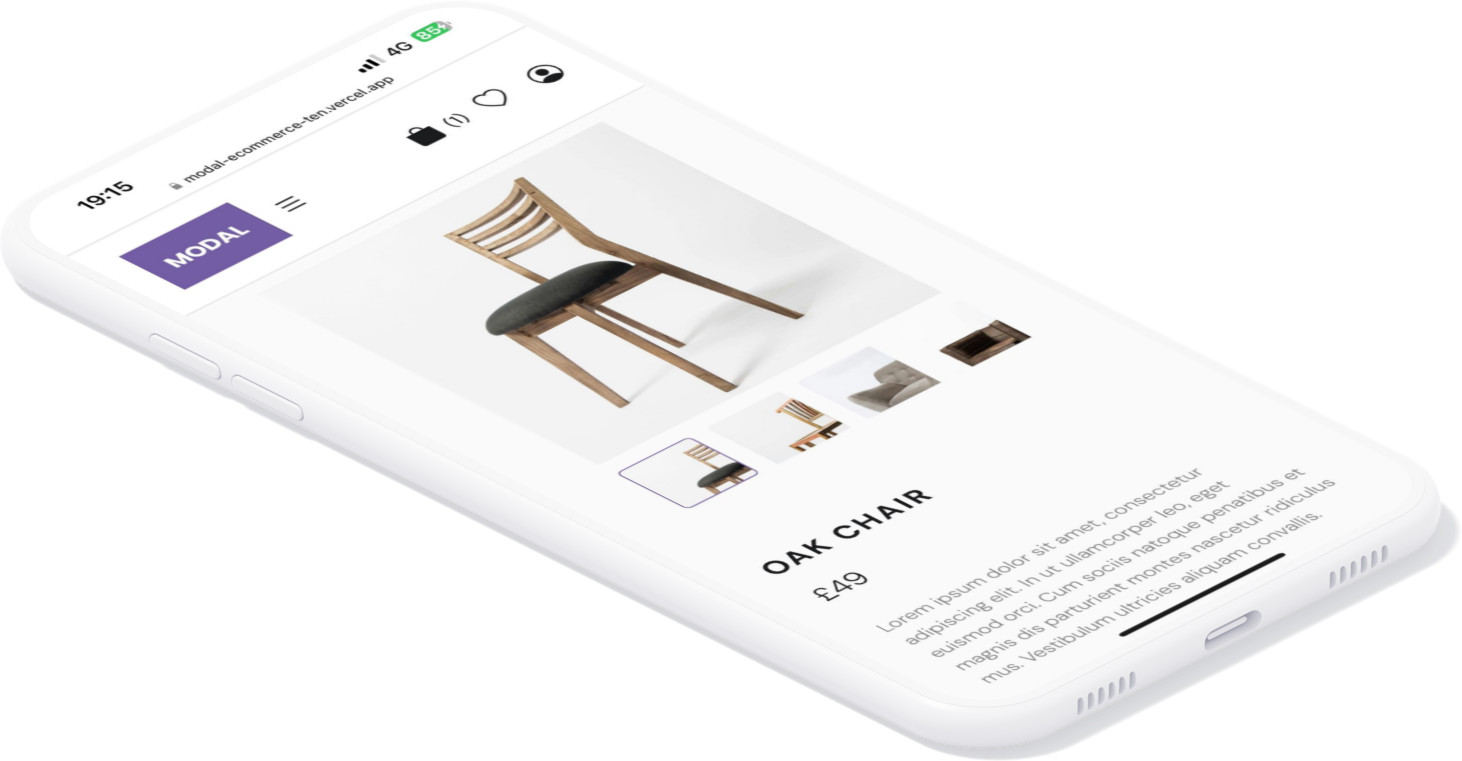 19:15
4G
85
modal-ecommerce-ten.vercel.app
MODAL
(1)
OAK CHAIR
£49
Lorem ipsum dolor sit amet, consectetur
adipiscing elit. In ut ullamcorper leo, eget
euismod orci. Cum sociis natoque penatibus et
magnis dis parturient montes nascetur ridiculus
mus. Vestibulum ultricies aliquam convallis.